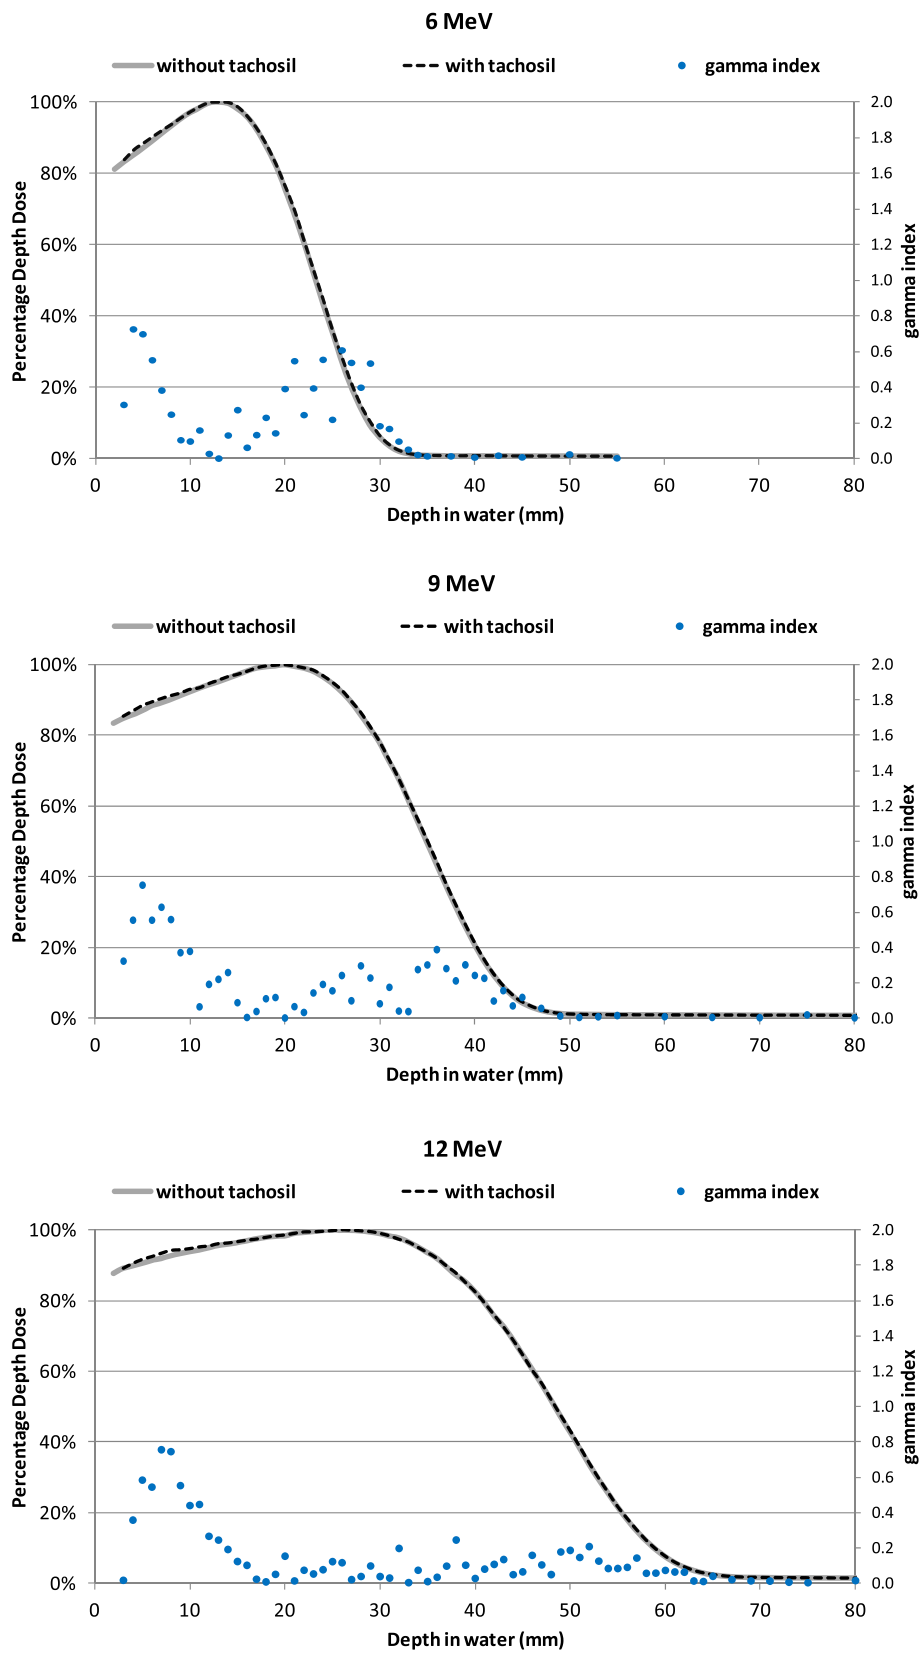 6 MeV
without tachosil with tachosil gamma index
100% 2.0
1.8
80% 1.6
1.4
60% 1.2
1.0
40% 0.8
0.6
20% 0.4
0.2
0% 0.0
0 10 20 30 40 50 60 70 80
Percentage Depth Dose
gamma index
Depth in water (mm)
9 MeV
without tachosil with tachosil gamma index
100% 2.0
1.8
80% 1.6
1.4
60% 1.2
1.0
40% 0.8
0.6
20% 0.4
0.2
0% 0.0
0 10 20 30 40 50 60 70 80
Percentage Depth Dose
gamma index
Depth in water (mm)
12 MeV
without tachosil with tachosil gamma index
100% 2.0
1.8
80% 1.6
1.4
60% 1.2
1.0
40% 0.8
0.6
20% 0.4
0.2
0% 0.0
0 10 20 30 40 50 60 70 80
Percentage Depth Dose
gamma index
Depth in water (mm)